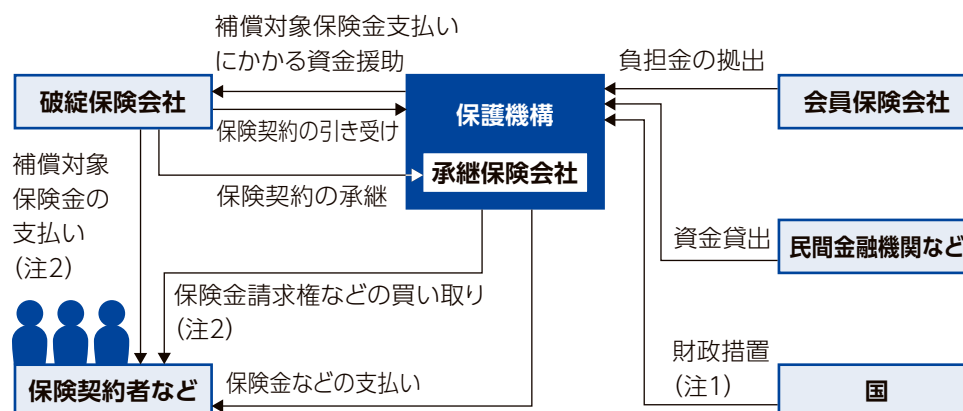 補償対象保険金支払い
にかかる資金援助
負担金の拠出
破綻保険会社
保護機構
会員保険会社
保険契約の引き受け
補償対象
保険金の
支払い
(注2)
承継保険会社
保険契約の承継
資金貸出
民間金融機関など
保険金請求権などの買い取り
(注2)
財政措置
(注1)
保険契約者など
保険金などの支払い
国